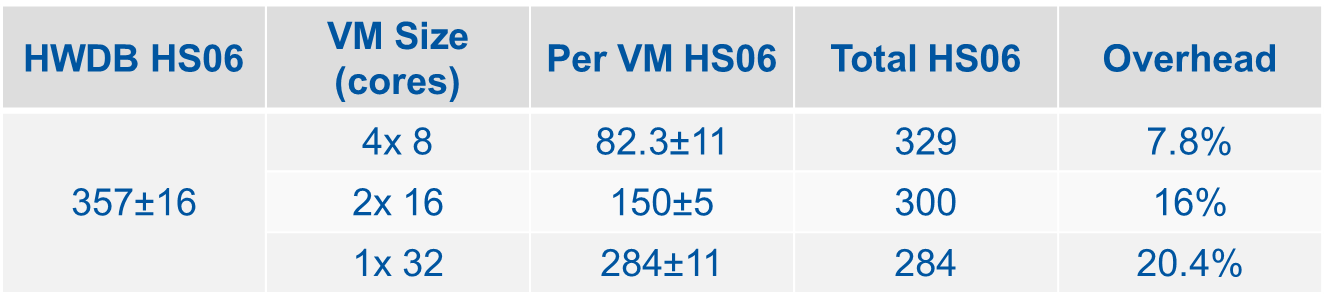 HWDB HS06 VM Size (cores) Per VM HS06 Total HS06 Overhead
357±16 4x 8 82.3±11 329 7.8%
2x 16 150±5 300 16%
1x 32 284±11 284 20.4%